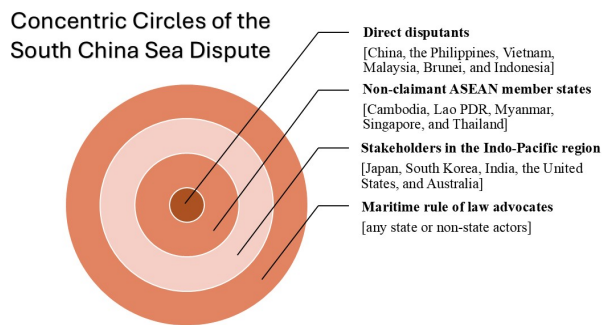 Concentric Circles of the
South China Sea Dispute
Direct disputants
[China, the Philippines, Vietnam,
Malaysia, Brunei, and Indonesia]
Non-claimant ASEAN member states
[Cambodia, Lao PDR, Myanmar,
Singapore, and Thailand]
Stakeholders in the Indo-Pacific region
[Japan, South Korea, India, the United
States, and Australia]
Maritime rule of law advocates
[any state or non-state actors]